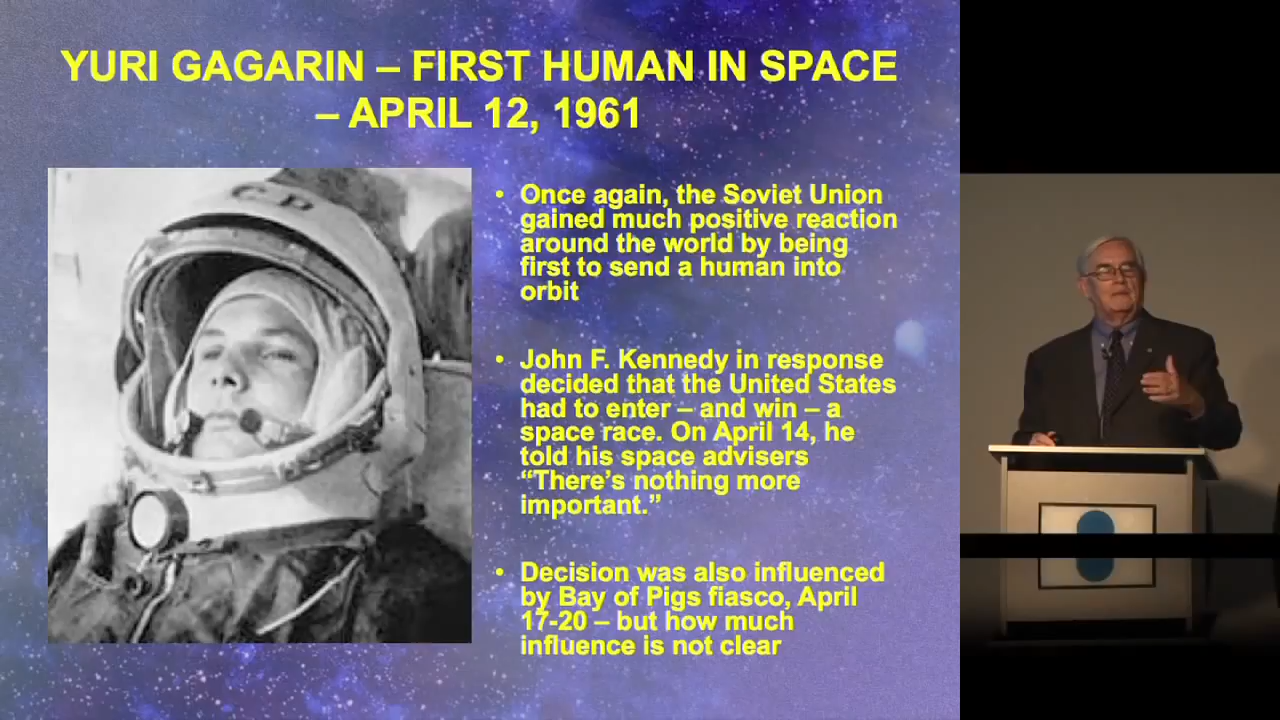 YURI GAGARIN – FIRST HUMAN IN SPACE
– APRIL 12, 1961
• Once again, the Soviet Union
gained much positive reaction
around the world by being
first to send a human into
orbit
• John F. Kennedy in response
decided that the United States
had to enter – and win – a
space race. On April 14, he
told his space advisers
“There’s nothing more
important.”
• Decision was also influenced
by Bay of Pigs fiasco, April
17-20 – but how much
influence is not clear